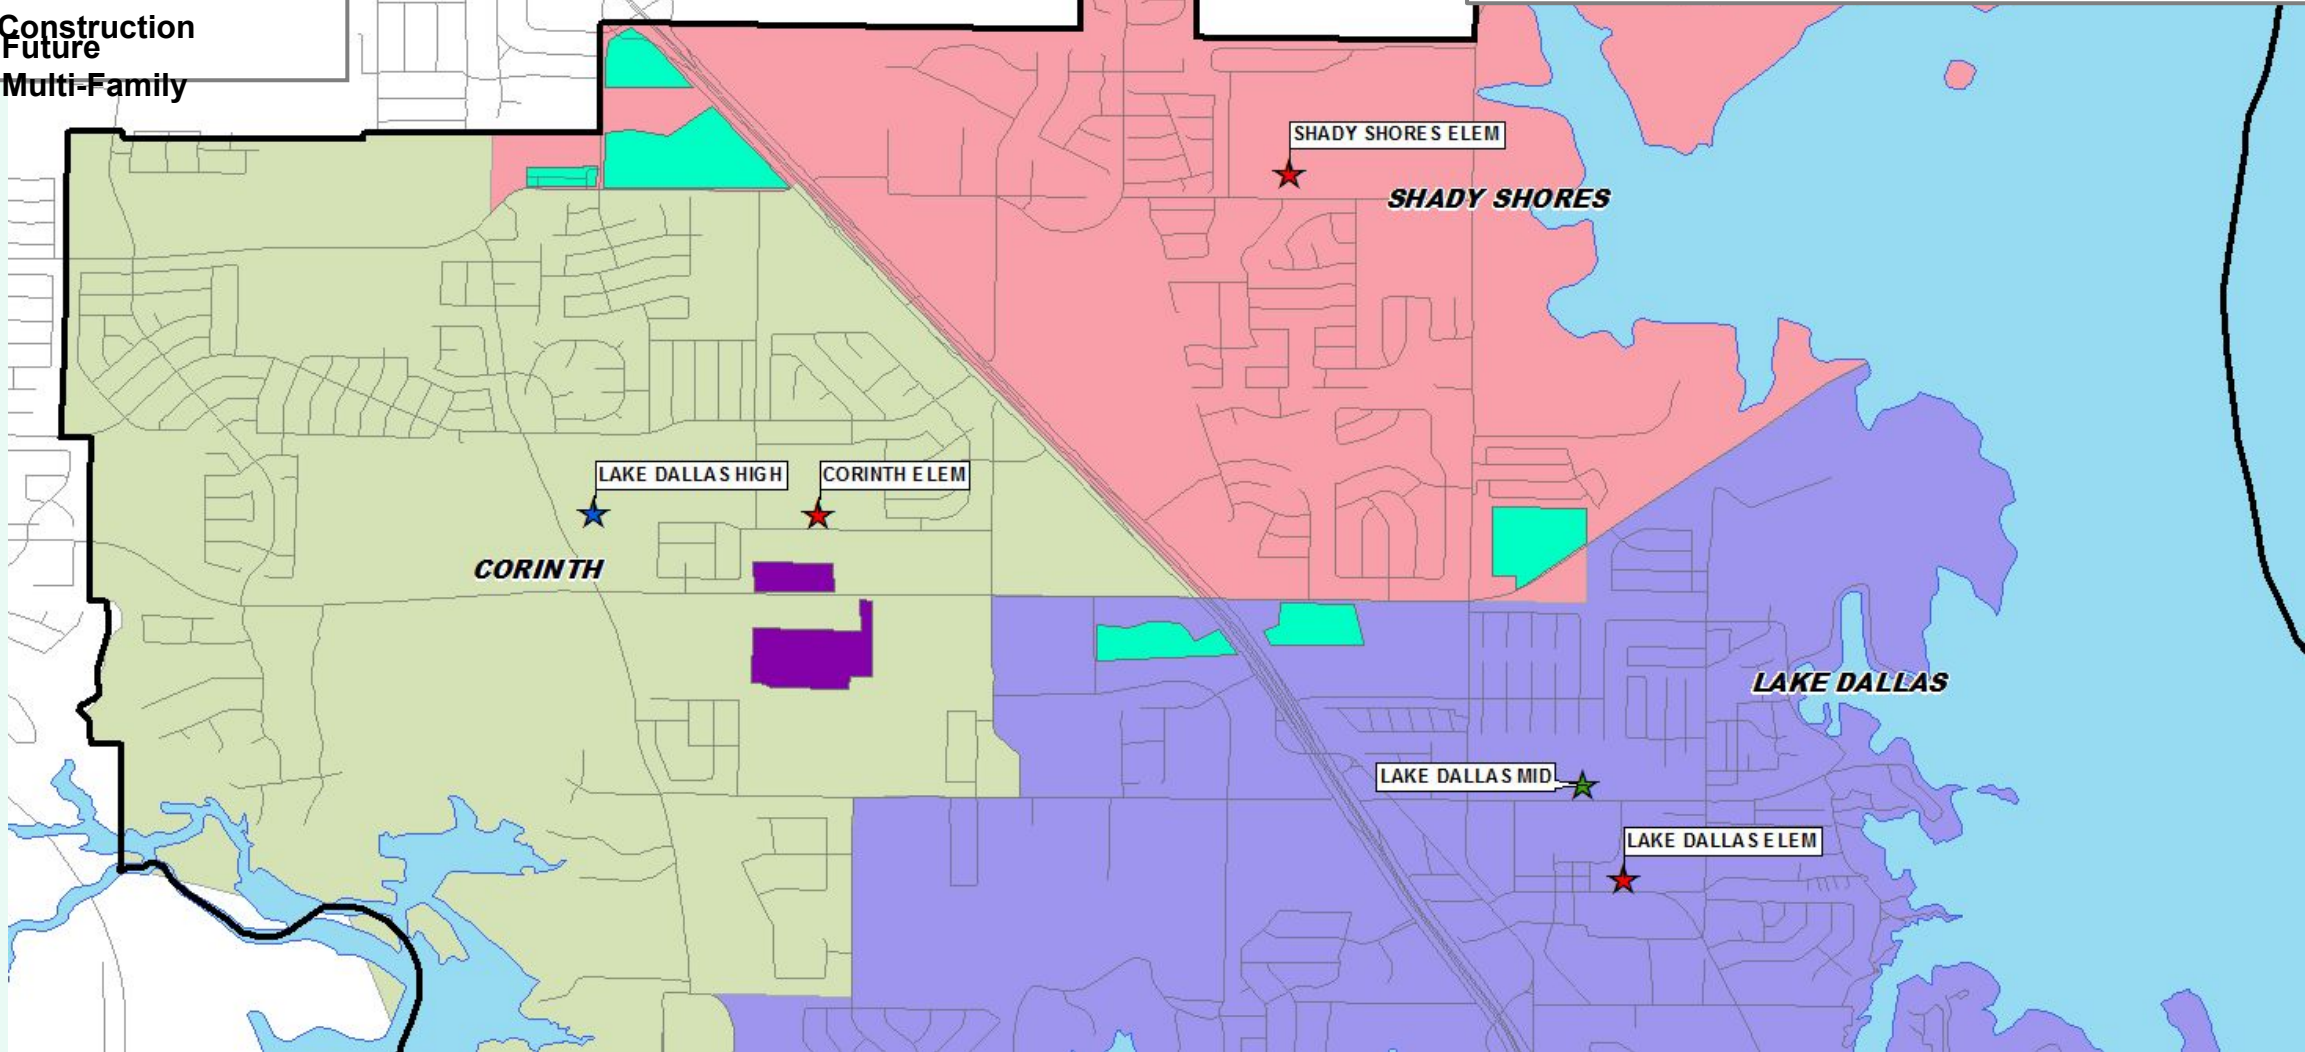 Construction
Future
Multi-Family
SHADY SHORES ELEM
SHADY SHORES
LAKE DALLAS HIGH
CORINTH ELEM
CORINTH
LAKE DALLAS
LAKE DALLAS MID
LAKE DALLAS ELEM